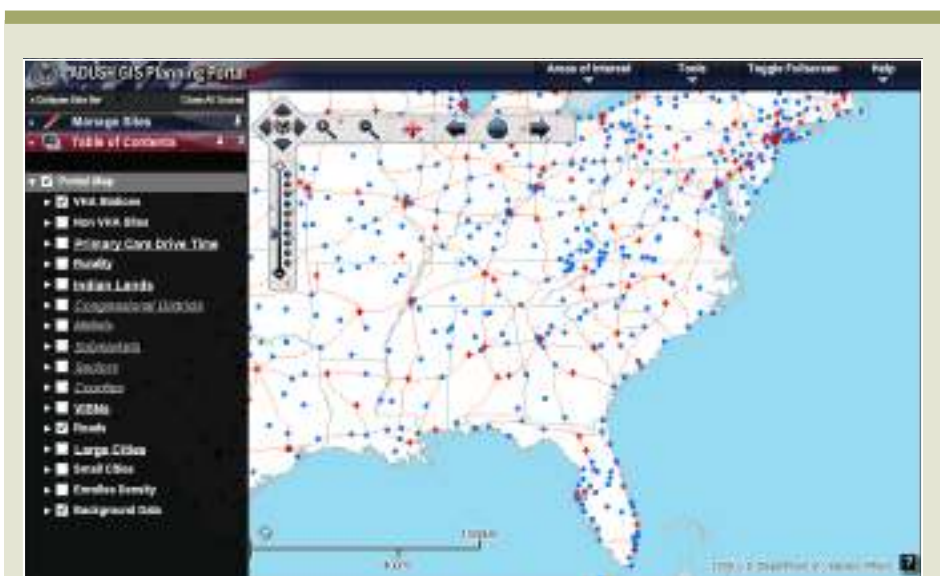 ADUSH GIS Planning Portal
Areas of Interest
Tools
Toggle Fullscreen
Help
Manage Sites
Table of Contents
Portal Map
VHA Stations
Non VHA Sites
Primary Care Drive Time
Rurality
Indian Lands
Congressional Districts
Markets
Submarkets
Sectors
Counties
VISNs
Roads
Large Cities
Small Cities
Enrollee Density
Background Data
?